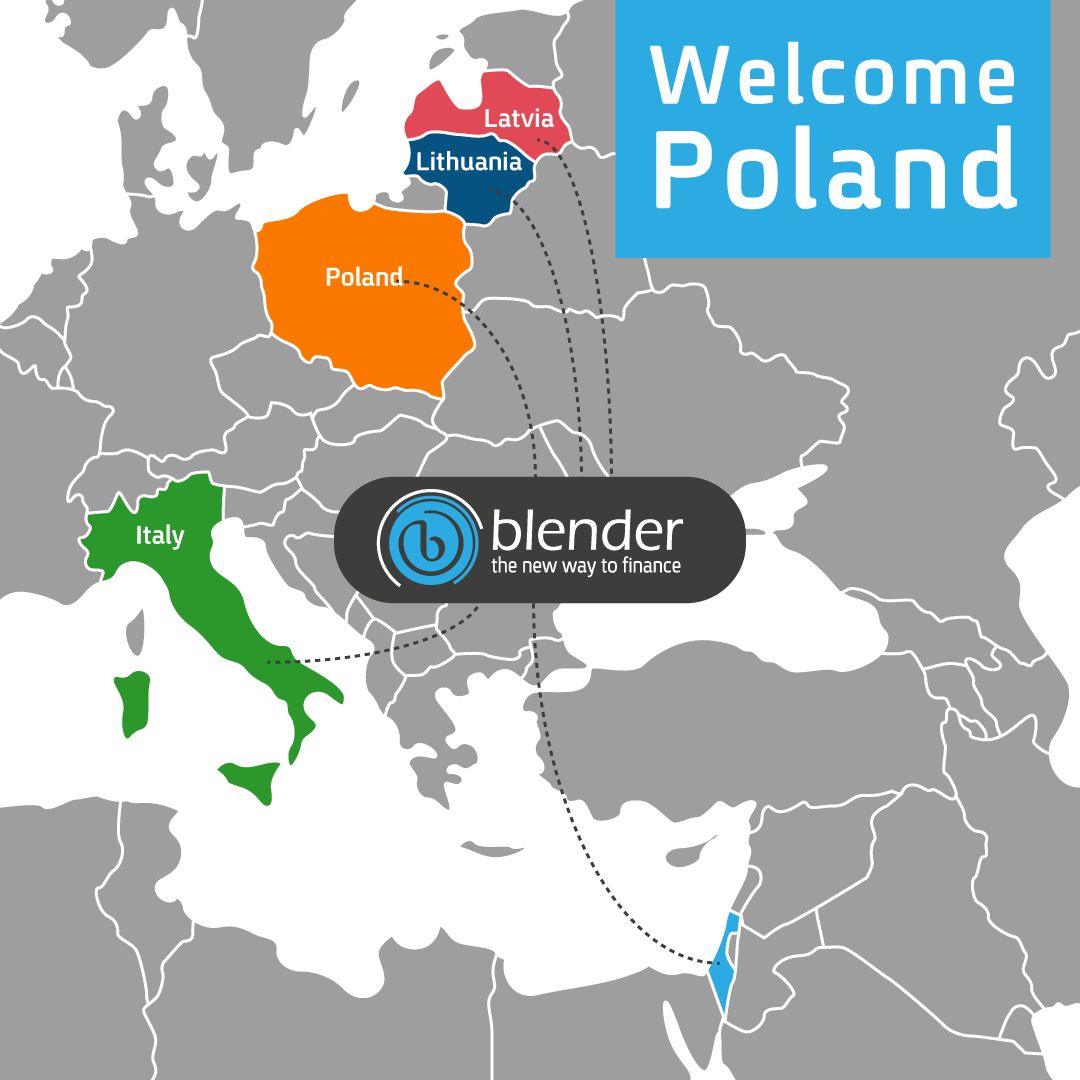 Welcome
Poland
Latvia
Lithuania
Poland
Italy
b blender
the new way to finance